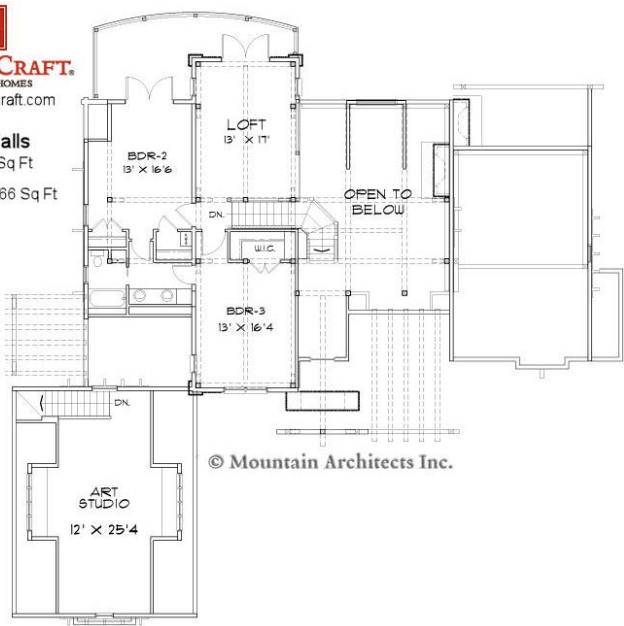 CRAFT®
HOMES
raft.com
alls
Sq Ft
66 Sq Ft
LOFT
13' X 17'
BDR-2
13' X 16'6
OPEN TO
BELOW
DN.
W.I.C.
BDR-3
13' X 16'4
DN.
© Mountain Architects Inc.
ART
STUDIO
12' X 25'4